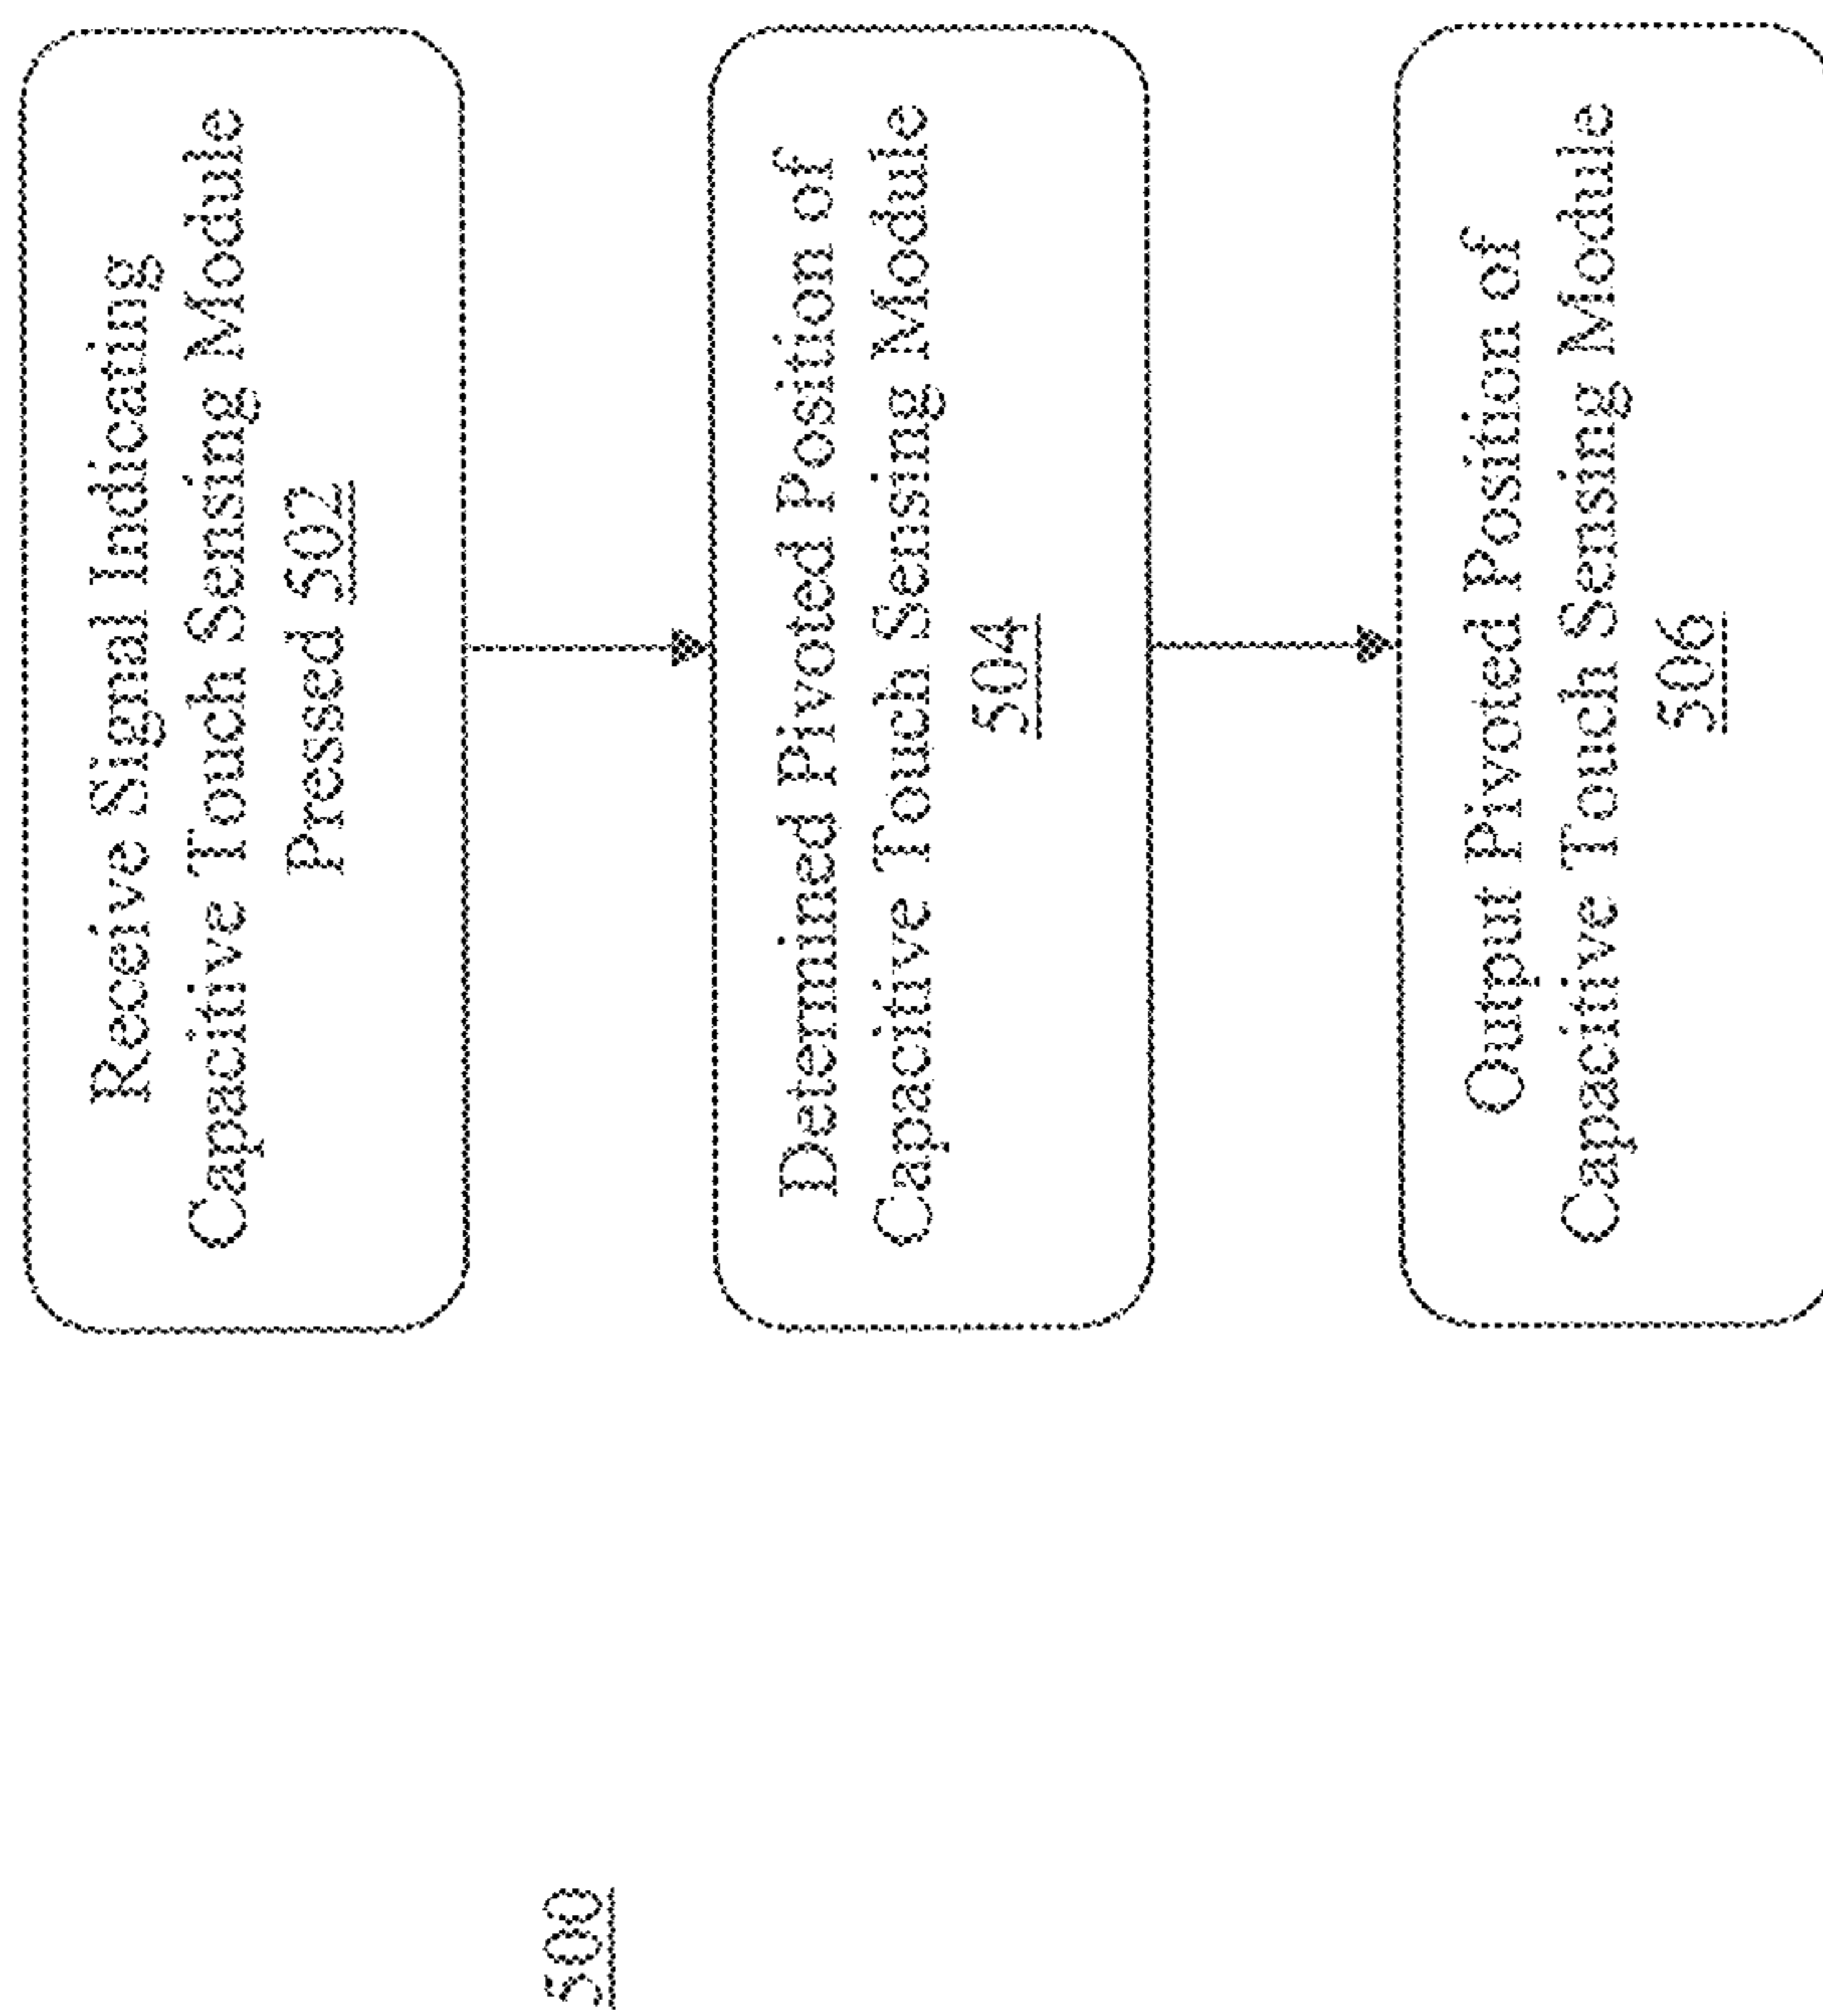 Receive Signal Indicating
Capacitive Touch Sensing Module
Pressed 502
Determined Pivoted Position of
Capacitive Touch Sensing Module
504
Output Pivoted Position of
Capacitive Touch Sensing Module
506
500